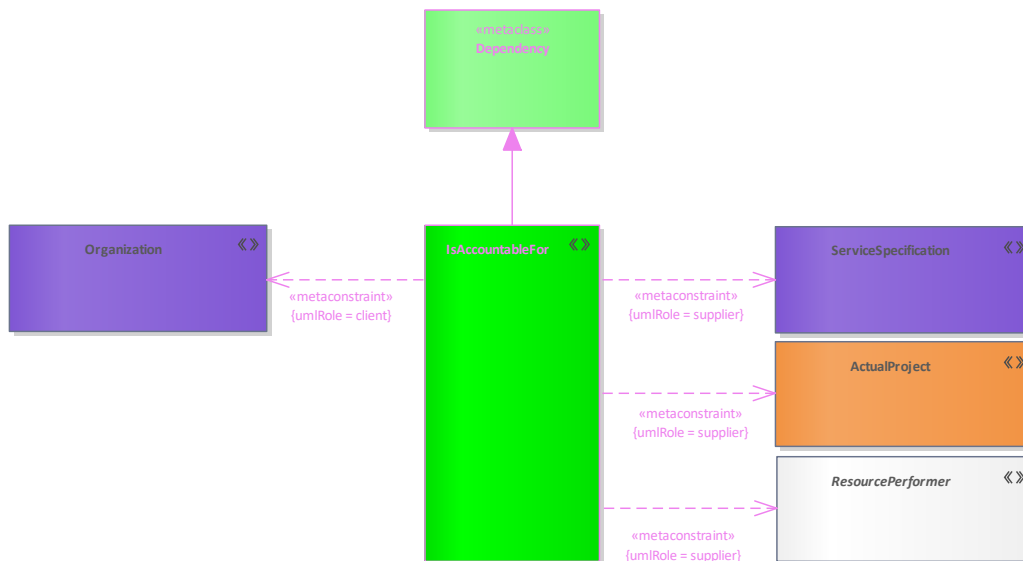 «metaclass»
Dependency
Organization
«»
IsAccountableFor
«»
ServiceSpecification
«»
«metaconstraint»
{umlRole = client}
«metaconstraint»
{umlRole = supplier}
ActualProject
«»
«metaconstraint»
{umlRole = supplier}
ResourcePerformer
«»
«metaconstraint»
{umlRole = supplier}